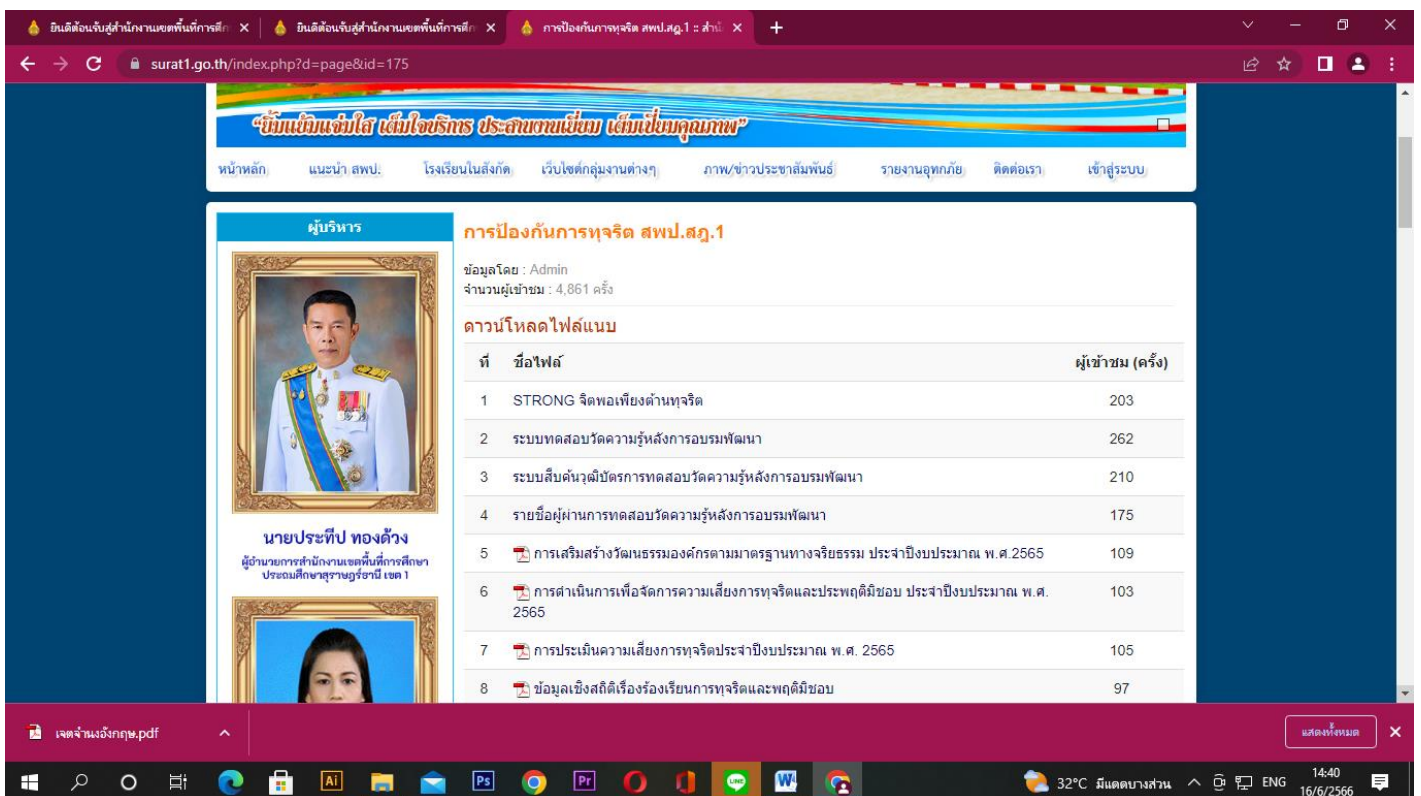 ยินดีต้อนรับสู่สำนักงานเขตพื้นที่การศึก
ยินดีต้อนรับสู่สำนักงานเขตพื้นที่การศึก
การป้องกันการทุจริต สพป.สฎ.1 :: สำนั
surat1.go.th/index.php?d=page&id=175
“ยิ้มแย้มแจ่มใส เต็มใจบริการ ประสานงานเยี่ยม เต็มเปี่ยมคุณภาพ”
หน้าหลัก แนะนำ สพป. โรงเรียนในสังกัด เว็บไซต์กลุ่มงานต่างๆ ภาพ/ข่าวประชาสัมพันธ์ รายงานอุทกภัย ติดต่อเรา เข้าสู่ระบบ
ผู้บริหาร
นายประทีป ทองด้วง
ผู้อำนวยการสำนักงานเขตพื้นที่การศึกษา
ประถมศึกษาสุราษฎร์ธานี เขต 1
การป้องกันการทุจริต สพป.สฎ.1
ข้อมูลโดย : Admin
จำนวนผู้เข้าชม : 4,861 ครั้ง
ดาวน์โหลดไฟล์แนบ
ที่ ชื่อไฟล์ ผู้เข้าชม (ครั้ง)
1 STRONG จิตพอเพียงต้านทุจริต 203
2 ระบบทดสอบวัดความรู้หลังการอบรมพัฒนา 262
3 ระบบสืบค้นวุฒิบัตรการทดสอบวัดความรู้หลังการอบรมพัฒนา 210
4 รายชื่อผู้ผ่านการทดสอบวัดความรู้หลังการอบรมพัฒนา 175
5 การเสริมสร้างวัฒนธรรมองค์กรตามมาตรฐานทางจริยธรรม ประจำปีงบประมาณ พ.ศ.2565 109
6 การดำเนินการเพื่อจัดการความเสี่ยงการทุจริตและประพฤติมิชอบ ประจำปีงบประมาณ พ.ศ. 103
2565
7 การประเมินความเสี่ยงการทุจริตประจำปีงบประมาณ พ.ศ. 2565 105
8 ข้อมูลเชิงสถิติเรื่องร้องเรียนการทุจริตและพฤติมิชอบ 97
เจตจำนงอังกฤษ.pdf
แสดงทั้งหมด
Ai
Ps
Pr
LINE
W
32°C มีแดดบางส่วน ENG
14:40
16/6/2566